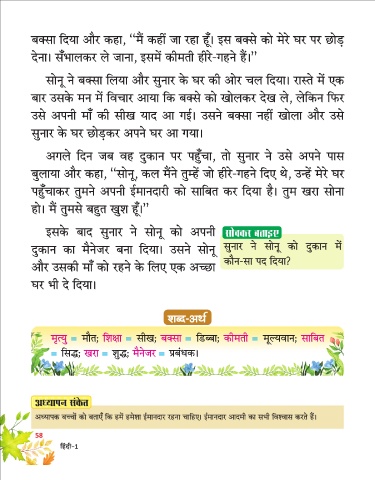 बक्सा दिया और कहा, “मैं कहीं जा रहा हूँ। इस बक्से को मेरे घर पर छोड़
देना। सँभालकर ले जाना, इसमें कीमती हीरे-गहने हैं।”
सोनू ने बक्सा लिया और सुनार के घर की ओर चल दिया। रास्ते में एक
बार उसके मन में विचार आया कि बक्से को खोलकर देख ले, लेकिन फिर
उसे अपनी माँ की सीख याद आ गई। उसने बक्सा नहीं खोला और उसे
सुनार के घर छोड़कर अपने घर आ गया।
अगले दिन जब वह दुकान पर पहुँचा, तो सुनार ने उसे अपने पास
बुलाया और कहा, “सोनू, कल मैंने तुम्हें जो हीरे-गहने दिए थे, उन्हें मेरे घर
पहुँचाकर तुमने अपनी ईमानदारी को साबित कर दिया है। तुम खरा सोना
हो। मैं तुमसे बहुत खुश हूँ।”
इसके बाद सुनार ने सोनू को अपनी
दुकान का मैनेजर बना दिया। उसने सोनू
और उसकी माँ को रहने के लिए एक अच्छा
घर भी दे दिया।
सोचकर बताइए
सुनार ने सोनू को दुकान में
कौन-सा पद दिया?
शब्द-अर्थ
मृत्यु = मौत; शिक्षा = सीख; बक्सा = डिब्बा; कीमती = मूल्यवान; साबित
= सिद्ध; खरा = शुद्ध; मैनेजर = प्रबंधक।
अध्यापन संकेत
अध्यापक बच्चों को बताएँ कि हमें हमेशा ईमानदार रहना चाहिए। ईमानदार आदमी का सभी विश्वास करते हैं।
58
हिंदी-1